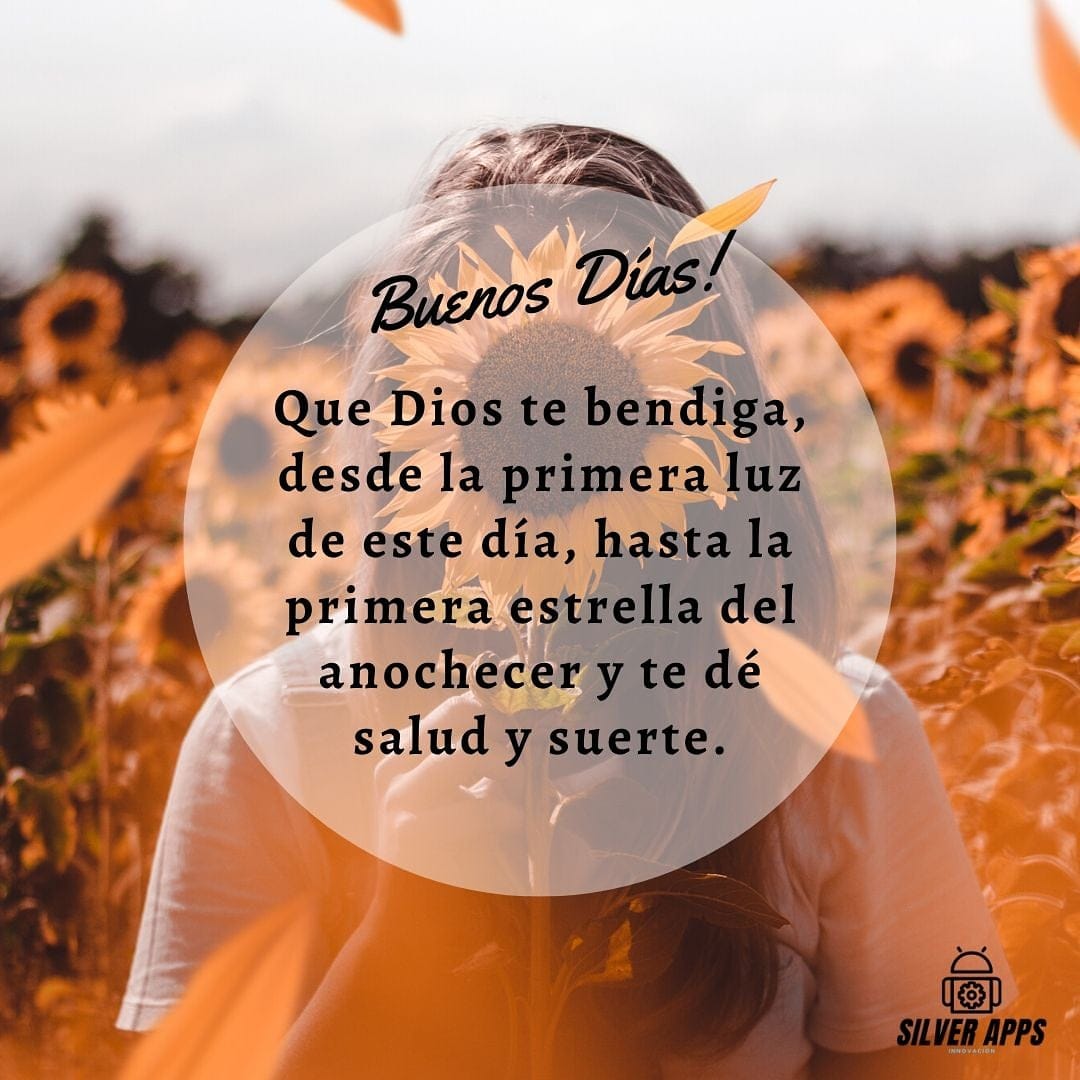 Buenos Días!
Que Dios te bendiga,
desde la primera luz
de este día, hasta la
primera estrella del
anochecer y te dé
salud y suerte.
SILVER APPS
INNOVACIÓN